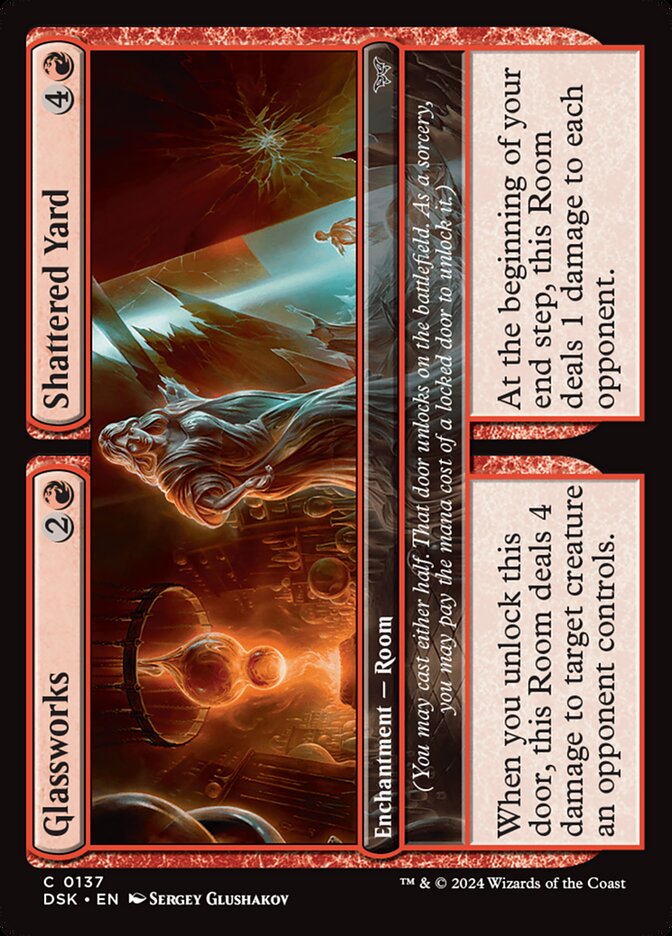 Glassworks 2
When you unlock this
door, this Room deals 4
damage to target creature
an opponent controls.
Shattered Yard 4
At the beginning of your
end step, this Room
deals 1 damage to each
opponent.
Enchantment — Room
(You may cast either half. That door unlocks on the battlefield. As a sorcery,
you may pay the mana cost of a locked door to unlock it.)
C 0137
DSK • EN Sergey Glushakov
™ & © 2024 Wizards of the Coast